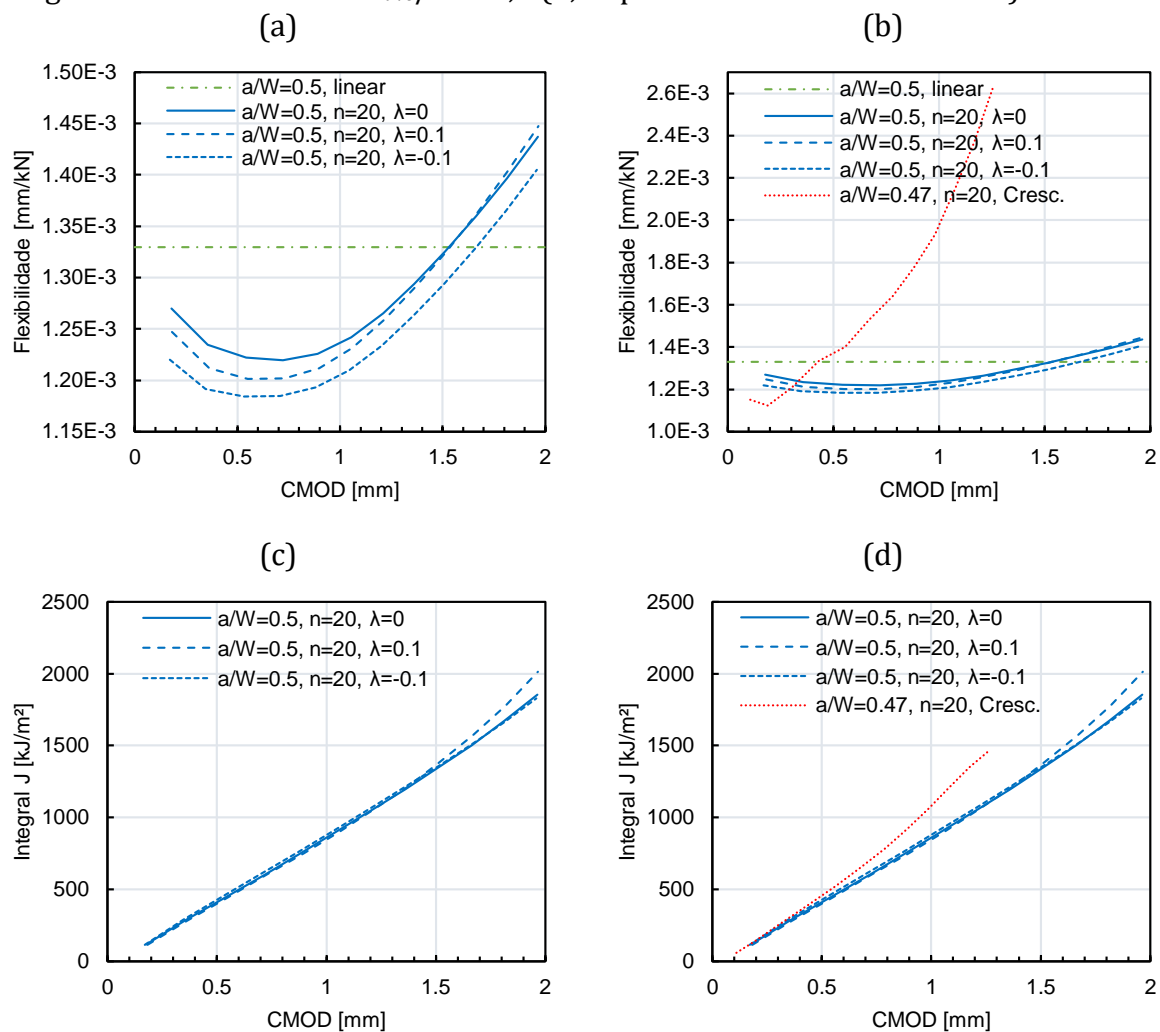 (a)
1.50E-3
1.45E-3
1.40E-3
1.35E-3
1.30E-3
1.25E-3
1.20E-3
1.15E-3
Flexibilidade [mm/kN]
a/W=0.5, linear
a/W=0.5, n=20, λ=0
a/W=0.5, n=20, λ=0.1
a/W=0.5, n=20, λ=-0.1
0 0.5 1 1.5 2
CMOD [mm]
(b)
2.6E-3
2.4E-3
2.2E-3
2.0E-3
1.8E-3
1.6E-3
1.4E-3
1.2E-3
1.0E-3
Flexibilidade [mm/kN]
a/W=0.5, linear
a/W=0.5, n=20, λ=0
a/W=0.5, n=20, λ=0.1
a/W=0.5, n=20, λ=-0.1
a/W=0.47, n=20, Cresc.
0 0.5 1 1.5 2
CMOD [mm]
(c)
2500
2000
1500
1000
500
0
Integral J [kJ/m²]
a/W=0.5, n=20, λ=0
a/W=0.5, n=20, λ=0.1
a/W=0.5, n=20, λ=-0.1
0 0.5 1 1.5 2
CMOD [mm]
(d)
2500
2000
1500
1000
500
0
Integral J [kJ/m²]
a/W=0.5, n=20, λ=0
a/W=0.5, n=20, λ=0.1
a/W=0.5, n=20, λ=-0.1
a/W=0.47, n=20, Cresc.
0 0.5 1 1.5 2
CMOD [mm]